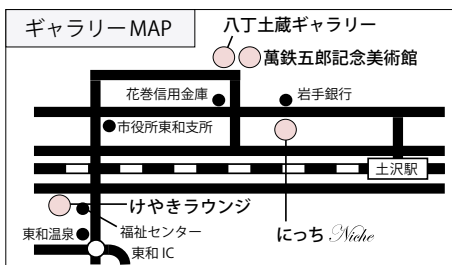 ギャラリーMAP
八丁土蔵ギャラリー
萬鉄五郎記念美術館
花巻信用金庫
岩手銀行
市役所東和支所
土沢駅
けやきラウンジ
福祉センター
にっち Niche
東和温泉
東和 IC